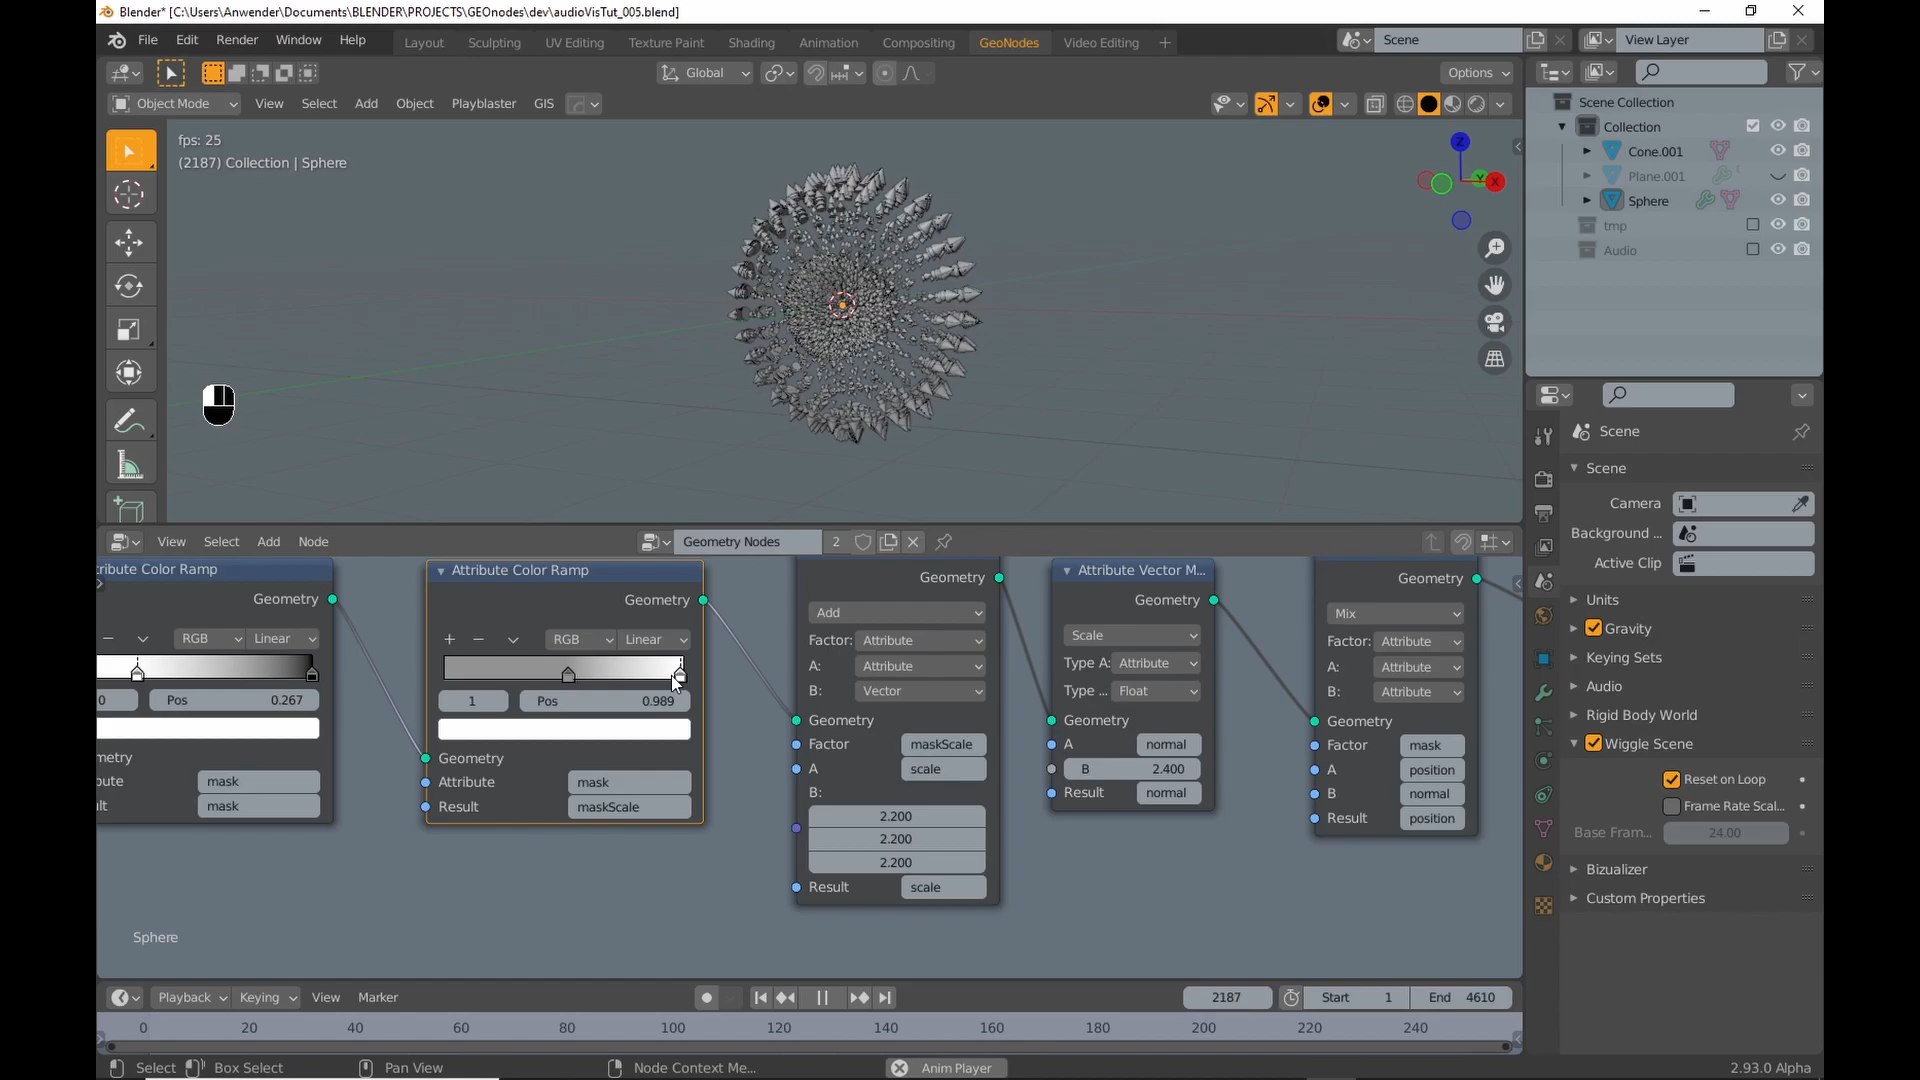 Blender* [C:\Users\Anwender\Documents\BLENDER\PROJECTS\GEOnodes\dev\audioVisTut_005.blend]
File Edit Render Window Help
Layout Sculpting UV Editing Texture Paint Shading Animation Compositing GeoNodes Video Editing
Scene
View Layer
Global
Options
Object Mode View Select Add Object Playblaster GIS
fps: 25
(2187) Collection | Sphere
Z
Y
X
Scene Collection
Collection
Cone.001
Plane.001
Sphere
tmp
Audio
Scene
Scene
Camera
Background ...
Active Clip
Units
Gravity
Keying Sets
Audio
Rigid Body World
Wiggle Scene
Reset on Loop
Frame Rate Scal...
Base Fram... 24.00
Bizualizer
Custom Properties
View Select Add Node
Geometry Nodes 2
tribute Color Ramp
Geometry
RGB Linear
0 Pos 0.267
ometry
ute mask
lt mask
Attribute Color Ramp
Geometry
RGB Linear
1 Pos 0.989
Geometry
Attribute mask
Result maskScale
Geometry
Add
Factor: Attribute
A: Attribute
B: Vector
Geometry
Factor maskScale
A scale
B:
2.200
2.200
2.200
Result scale
Attribute Vector M...
Geometry
Scale
Type A: Attribute
Type ... Float
Geometry
A normal
B 2.400
Result normal
Geometry
Mix
Factor: Attribute
A: Attribute
B: Attribute
Geometry
Factor mask
A position
B normal
Result position
Sphere
Playback Keying View Marker
2187 Start 1 End 4610
0 20 40 60 80 100 120 140 160 180 200 220 240
Select Box Select Pan View Node Context Me... Anim Player 2.93.0 Alpha